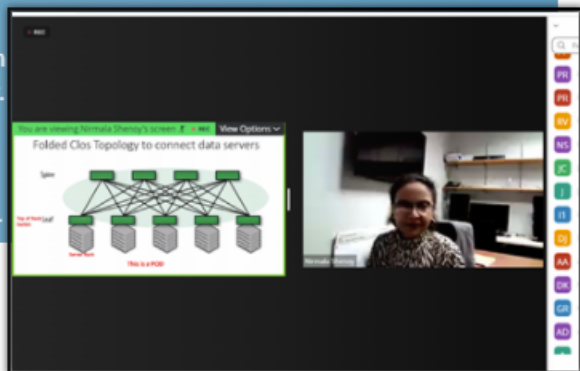 REC
You are viewing Nirmala Shenoy's screen
REC
View Options
Folded Clos Topology to connect data servers
Spine
Top of Rack
Leaf
Server Rack
This is a POD
Nirmala Shenoy
PR
PR
RV
NS
JC
J
IT
DJ
AA
DK
GR
AD